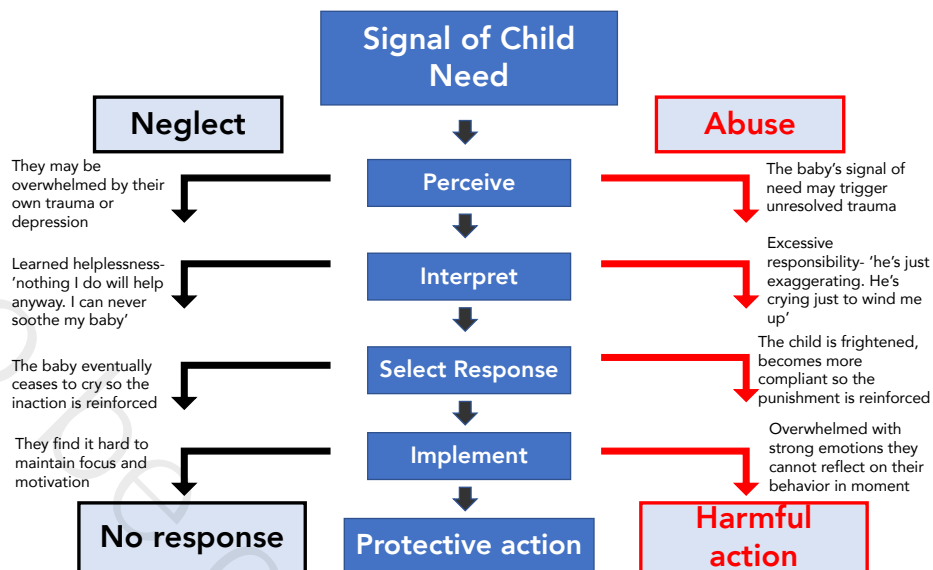 Signal of Child
Need
Neglect
Abuse
They may be
overwhelmed by their
own trauma or
depression
Perceive
The baby's signal of
need may trigger
unresolved trauma
Learned helplessness-
'nothing I do will help
anyway. I can never
soothe my baby'
Interpret
Excessive
responsibility- 'he's just
exaggerating. He's
crying just to wind me
up'
The baby eventually
ceases to cry so the
inaction is reinforced
Select Response
The child is frightened,
becomes more
compliant so the
punishment is reinforced
They find it hard to
maintain focus and
motivation
Implement
Overwhelmed with
strong emotions they
cannot reflect on their
behavior in moment
No response
Protective action
Harmful
action